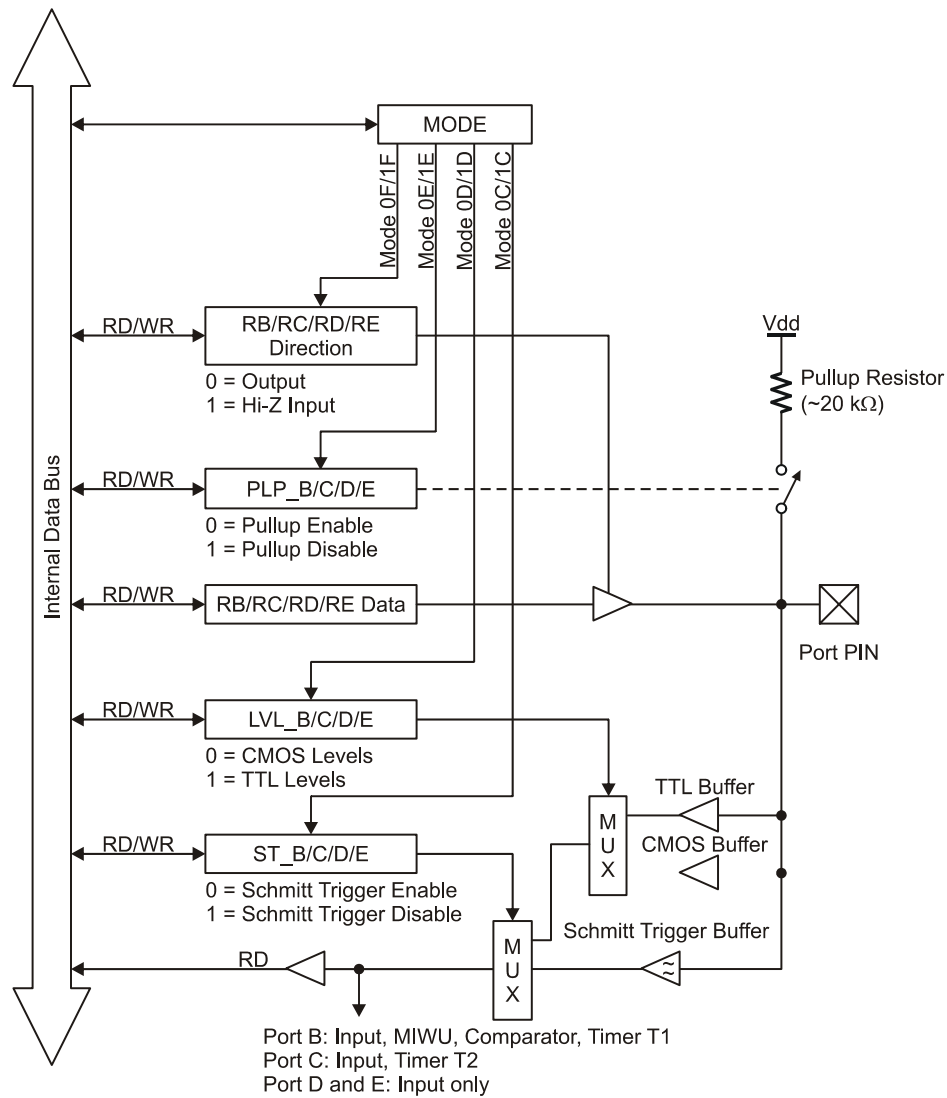 MODE
Mode 0F/1F
Mode 0E/1E
Mode 0D/1D
Mode 0C/1C
Internal Data Bus
RD/WR
RB/RC/RD/RE
Direction
0 = Output
1 = Hi-Z Input
Vdd
Pullup Resistor
(~20 kΩ)
RD/WR
PLP_B/C/D/E
0 = Pullup Enable
1 = Pullup Disable
RD/WR
RB/RC/RD/RE Data
Port PIN
RD/WR
LVL_B/C/D/E
0 = CMOS Levels
1 = TTL Levels
TTL Buffer
MUX
CMOS Buffer
RD/WR
ST_B/C/D/E
0 = Schmitt Trigger Enable
1 = Schmitt Trigger Disable
Schmitt Trigger Buffer
MUX
RD
Port B: Input, MIWU, Comparator, Timer T1
Port C: Input, Timer T2
Port D and E: Input only